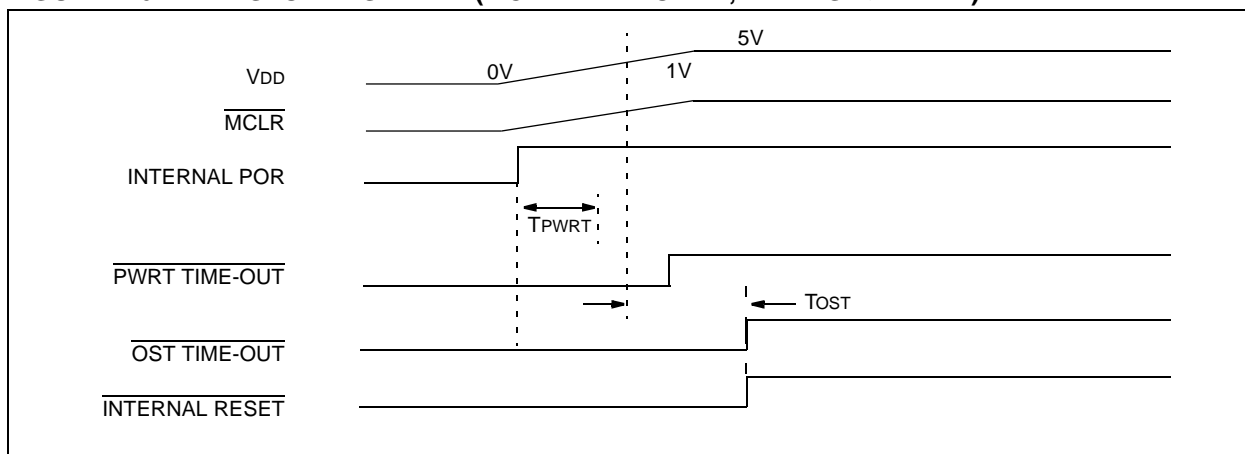 5V
0V
1V
VDD
MCLR
INTERNAL POR
TPWRT
PWRT TIME-OUT
TOST
OST TIME-OUT
INTERNAL RESET